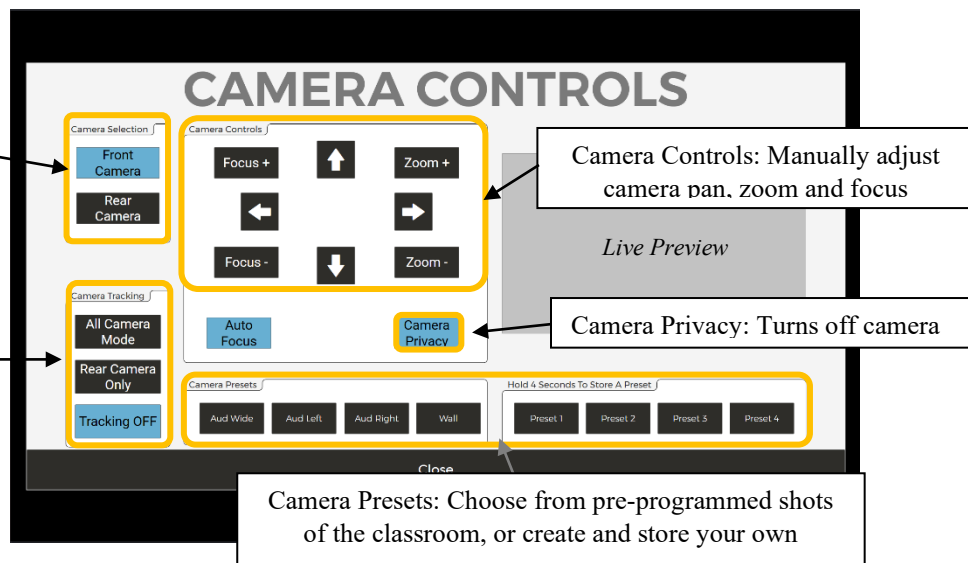 CAMERA CONTROLS
Camera Selection
Front
Camera
Rear
Camera
Camera Controls
Focus +
Zoom +
Focus -
Zoom -
Auto
Focus
Camera
Privacy
Camera Controls: Manually adjust
camera pan, zoom and focus
Live Preview
Camera Privacy: Turns off camera
Camera Tracking
All Camera
Mode
Rear Camera
Only
Tracking OFF
Camera Presets
Aud Wide
Aud Left
Aud Right
Wall
Hold 4 Seconds To Store A Preset
Preset 1
Preset 2
Preset 3
Preset 4
Close
Camera Presets: Choose from pre-programmed shots
of the classroom, or create and store your own